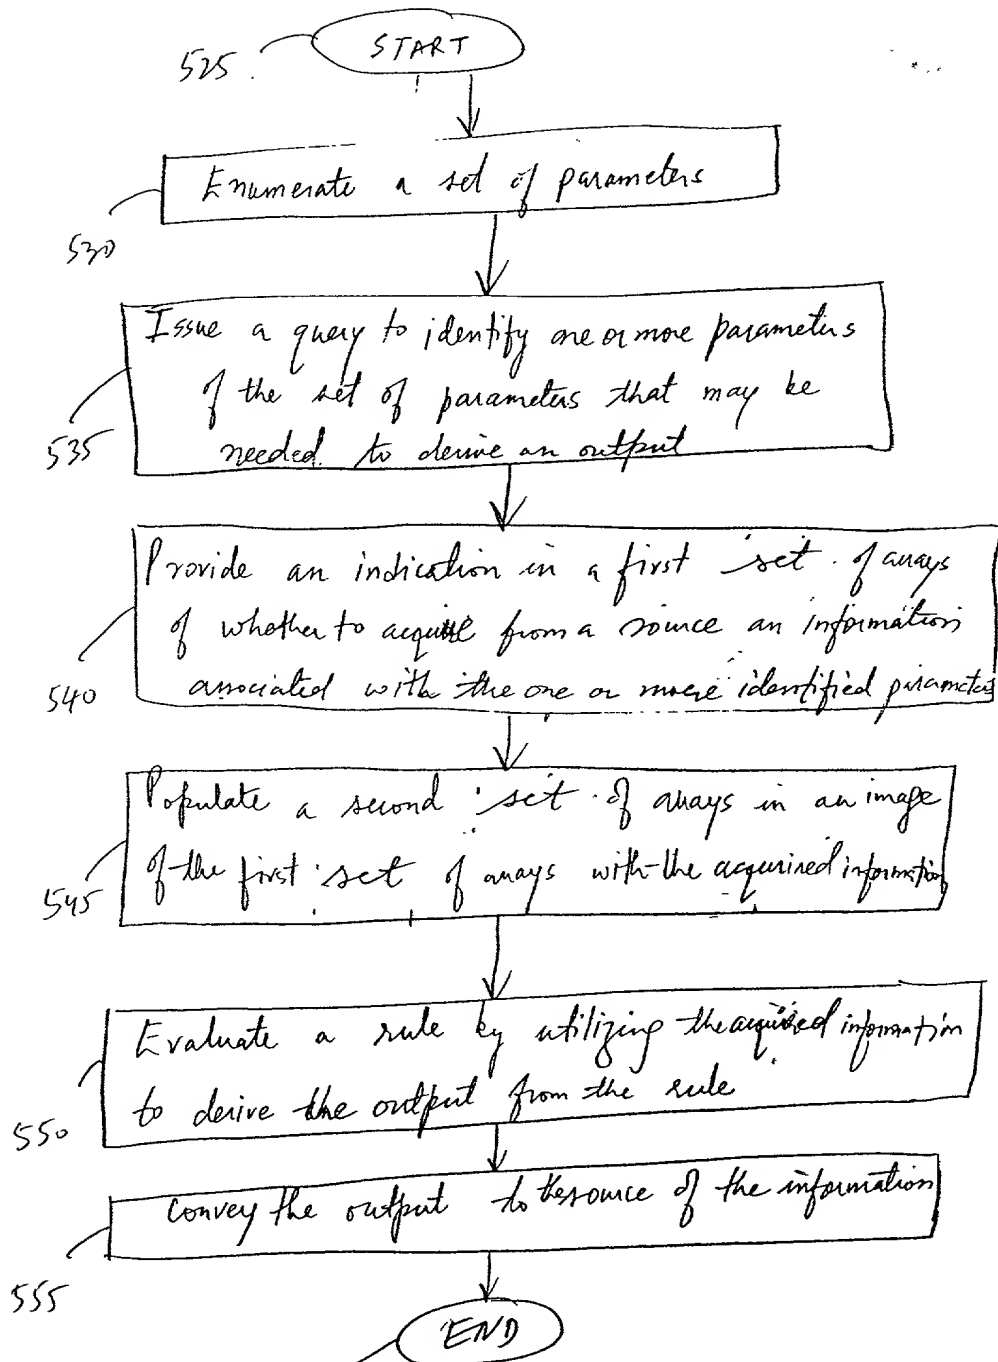 525
START
Enumerate a set of parameters
530
Issue a query to identify one or more parameters
of the set of parameters that may be
needed to derive an output
535
Provide an indication in a first set of arrays
of whether to acquire from a source an information
associated with the one or more identified parameters
540
Populate a second set of arrays in an image
of the first set of arrays with the acquired information
545
Evaluate a rule by utilizing the acquired information
to derive the output from the rule
550
Convey the output to the source of the information
555
END